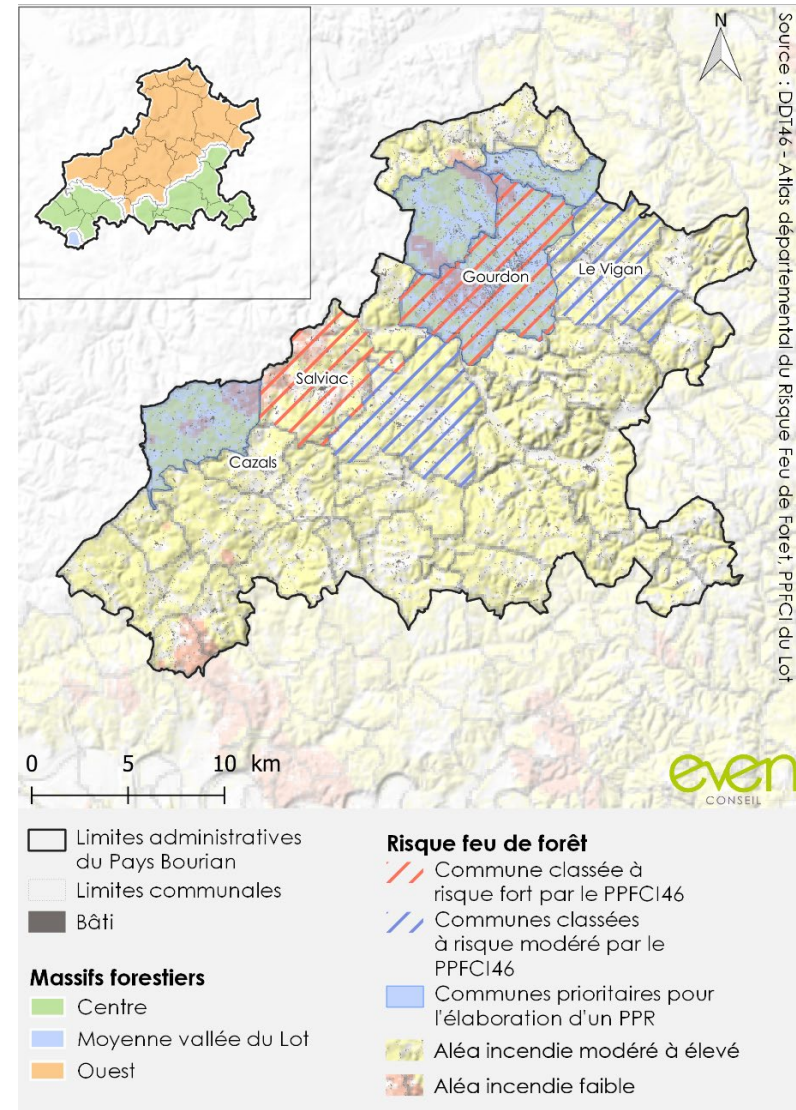 N
Source : DDT46 - Atlas départemental du Risque Feu de Foret, PPFCI du Lot
Gourdon
Le Vigan
Salviac
Cazals
0 5 10 km
even
CONSEIL
Limites administratives
du Pays Bourian
Limites communales
Bâti
Massifs forestiers
Centre
Moyenne vallée du Lot
Ouest
Risque feu de forêt
Commune classée à
risque fort par le PPFCI46
Communes classées
à risque modéré par le
PPFCI46
Communes prioritaires pour
l'élaboration d'un PPR
Aléa incendie modéré à élevé
Aléa incendie faible